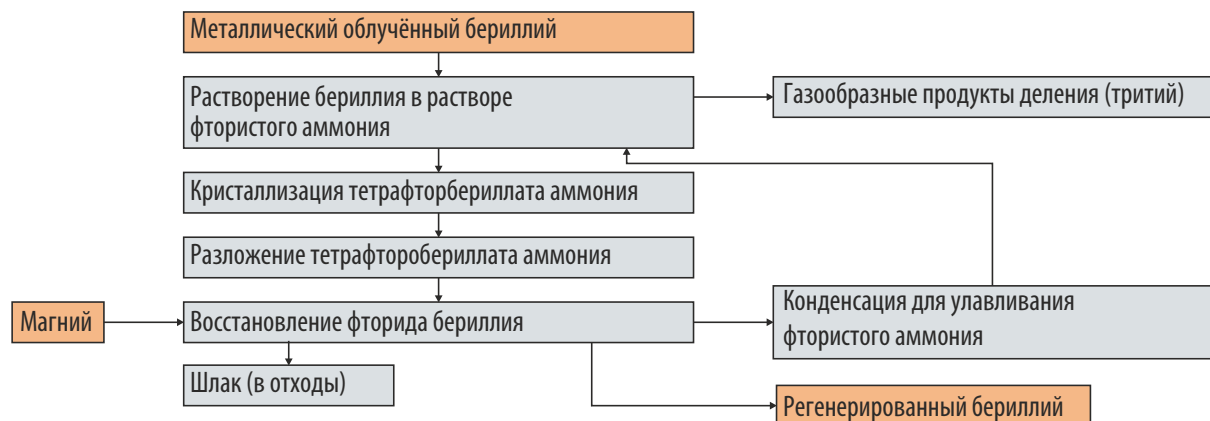 Металлический облучённый бериллий
Растворение бериллия в растворе
фтористого аммония
Газообразные продукты деления (тритий)
Кристаллизация тетрафторбериллата аммония
Разложение тетрафторобериллата аммония
Магний
Восстановление фторида бериллия
Конденсация для улавливания
фтористого аммония
Шлак (в отходы)
Регенерированный бериллий